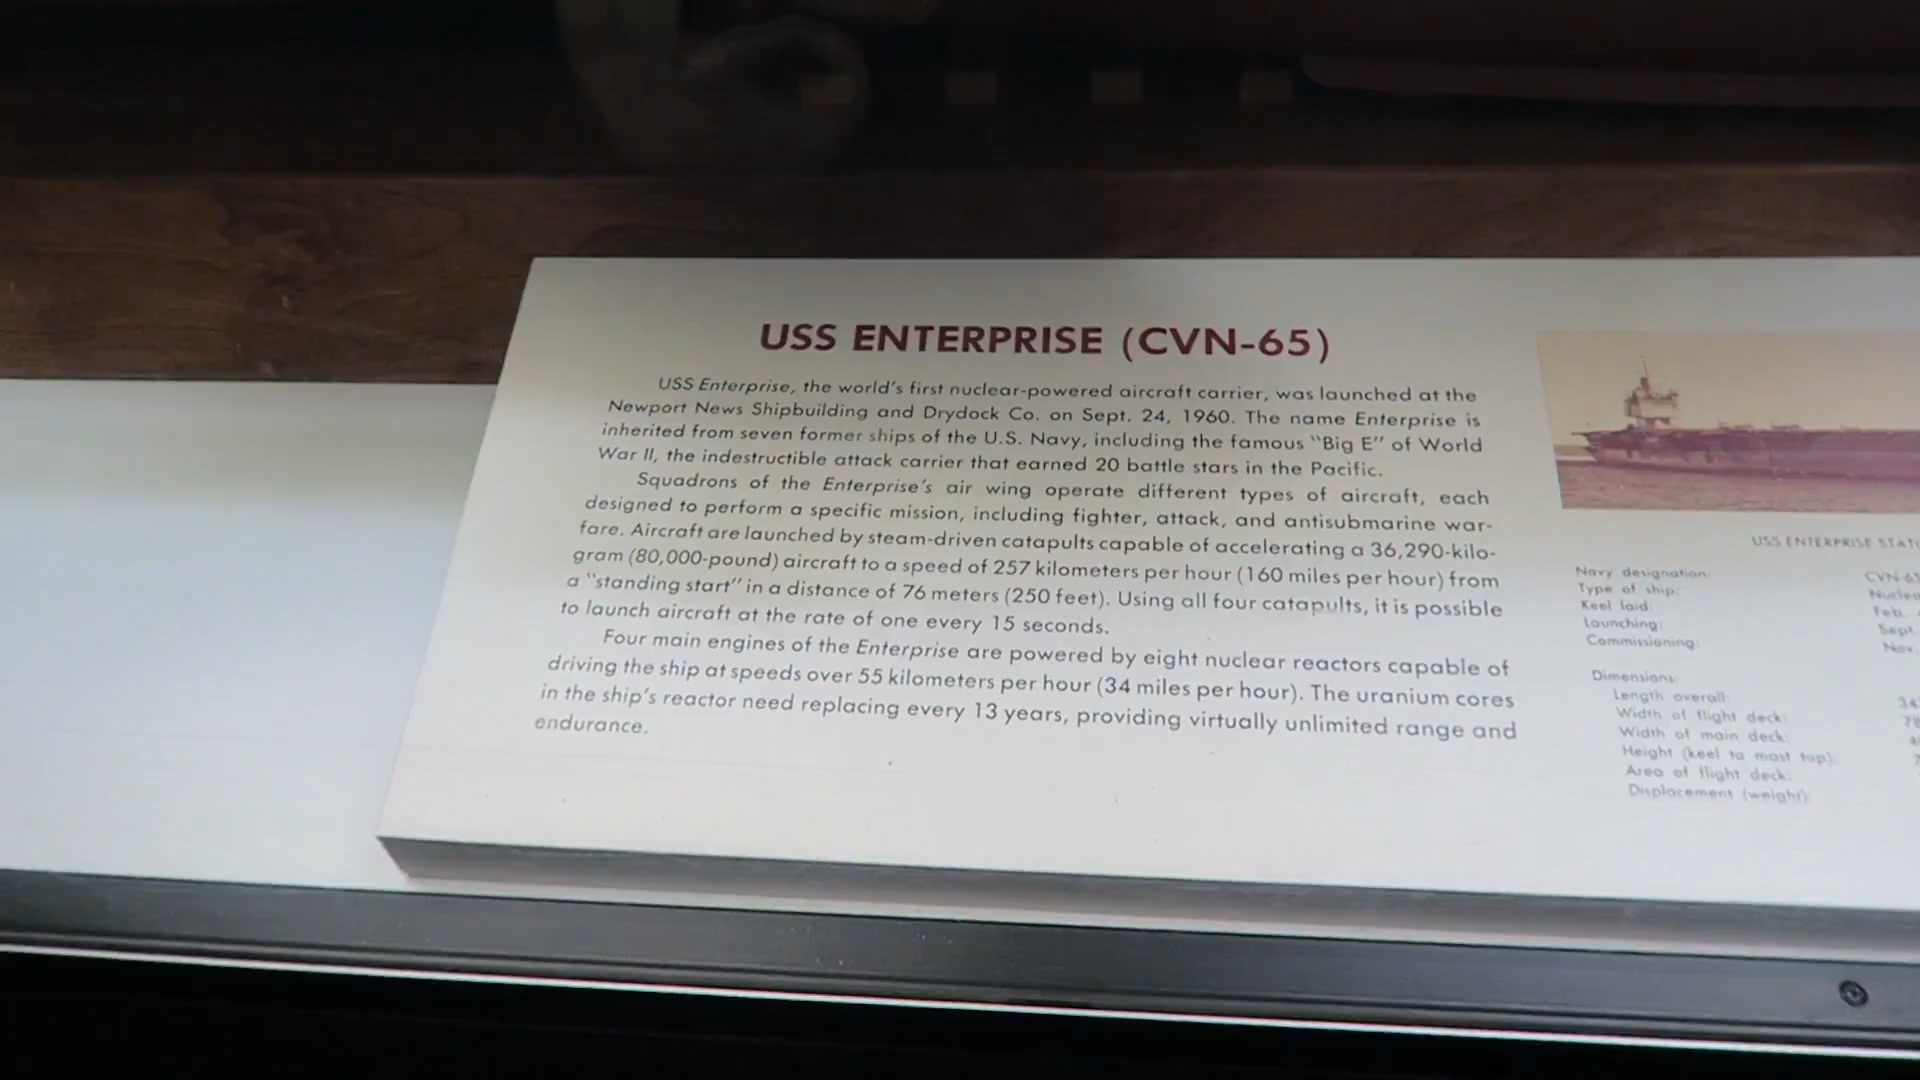 USS ENTERPRISE (CVN-65)
USS Enterprise, the world's first nuclear-powered aircraft carrier, was launched at the
Newport News Shipbuilding and Drydock Co. on Sept. 24, 1960. The name Enterprise is
inherited from seven former ships of the U.S. Navy, including the famous "Big E" of World
War II, the indestructible attack carrier that earned 20 battle stars in the Pacific.
Squadrons of the Enterprise's air wing operate different types of aircraft, each
designed to perform a specific mission, including fighter, attack, and antisubmarine war-
fare. Aircraft are launched by steam-driven catapults capable of accelerating a 36,290-kilo-
gram (80,000-pound) aircraft to a speed of 257 kilometers per hour (160 miles per hour) from
a "standing start" in a distance of 76 meters (250 feet). Using all four catapults, it is possible
to launch aircraft at the rate of one every 15 seconds.
Four main engines of the Enterprise are powered by eight nuclear reactors capable of
driving the ship at speeds over 55 kilometers per hour (34 miles per hour). The uranium cores
in the ship's reactor need replacing every 13 years, providing virtually unlimited range and
endurance.
USS ENTERPRISE
Navy designation:
Type of ship:
Keel laid: Feb.
Launching: Sept.
Commissioning: Nov.
Dimensions:
Length overall:
Width of flight deck:
Width of main deck:
Height (keel to mast top):
Area of flight deck:
Displacement (weight):